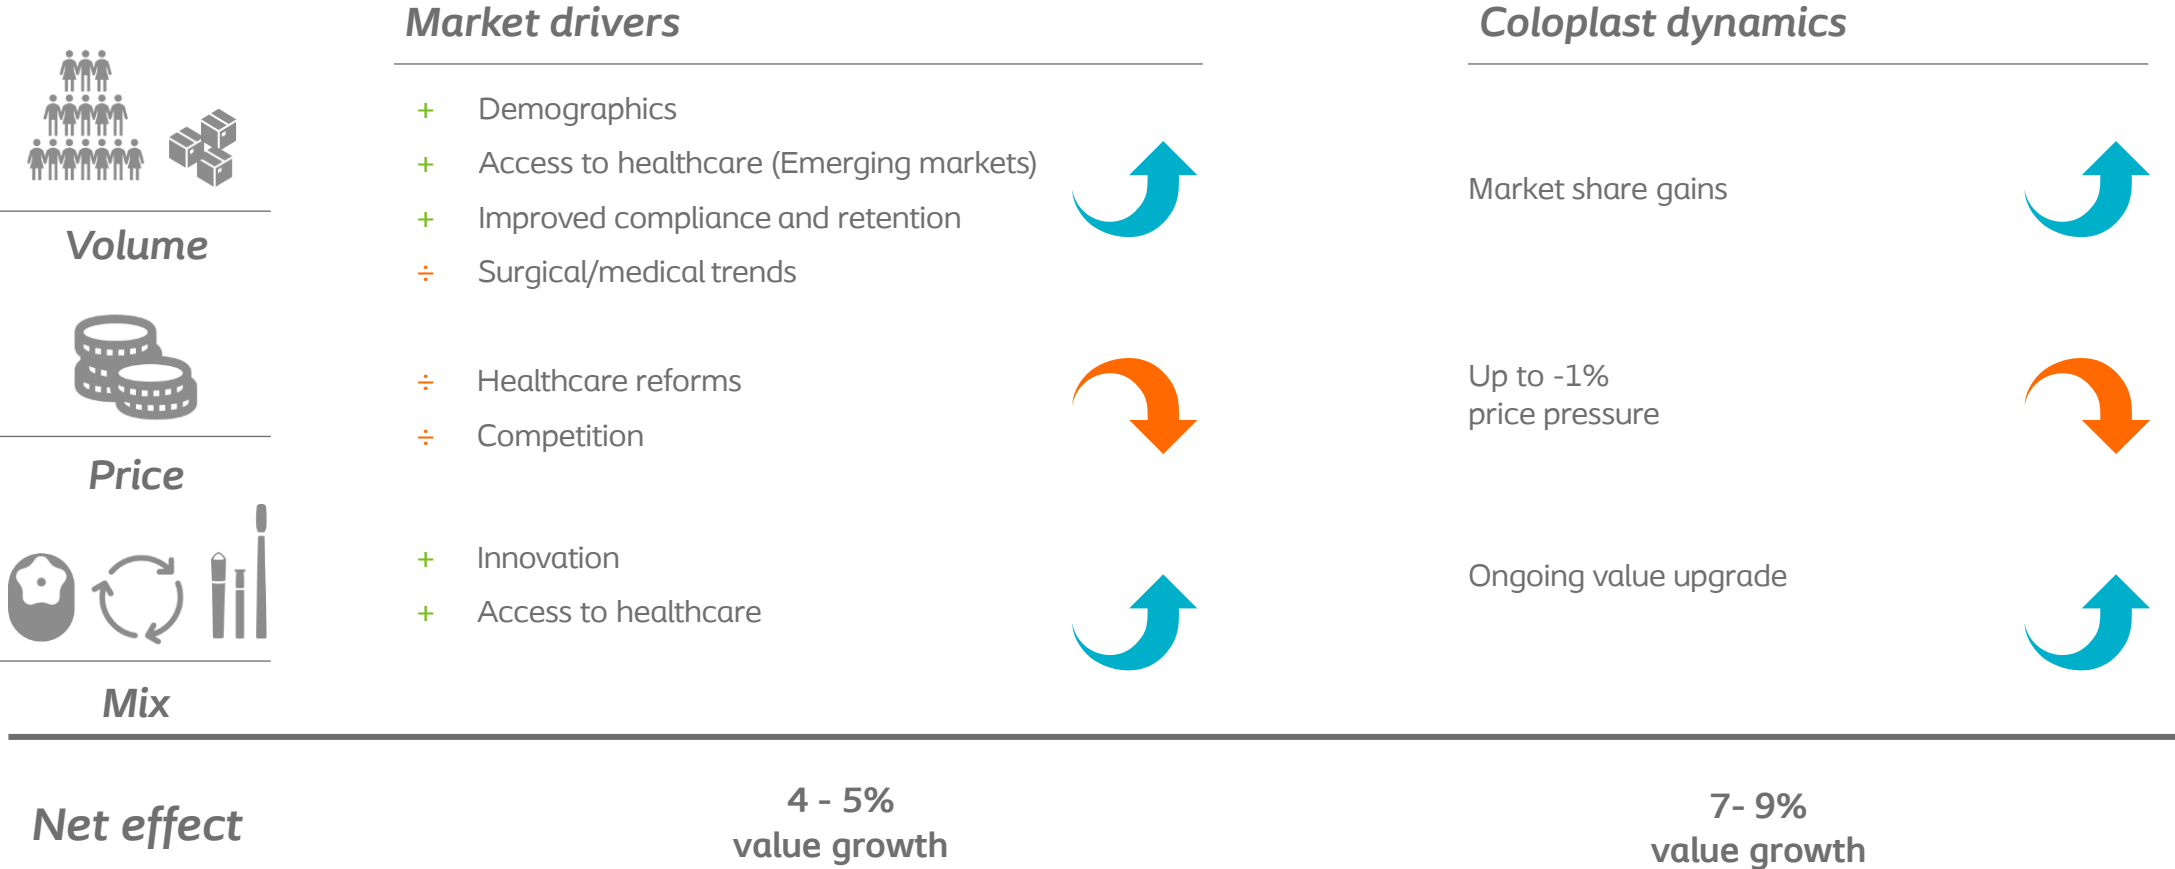 Market drivers
Coloplast dynamics
+ Demographics
+ Access to healthcare (Emerging markets)
+ Improved compliance and retention
÷ Surgical/medical trends
Market share gains
Volume
÷ Healthcare reforms
÷ Competition
Up to -1%
price pressure
Price
+ Innovation
+ Access to healthcare
Ongoing value upgrade
Mix
Net effect
4 - 5%
value growth
7- 9%
value growth